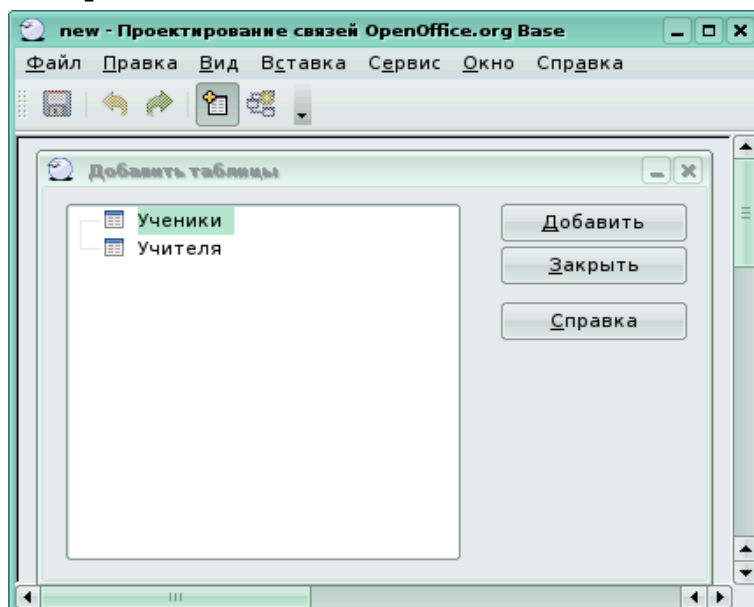 new - Проектирование связей OpenOffice.org Base
Файл Правка Вид Вставка Сервис Окно Справка
Добавить таблицы
Ученики
Учителя
Добавить
Закрыть
Справка